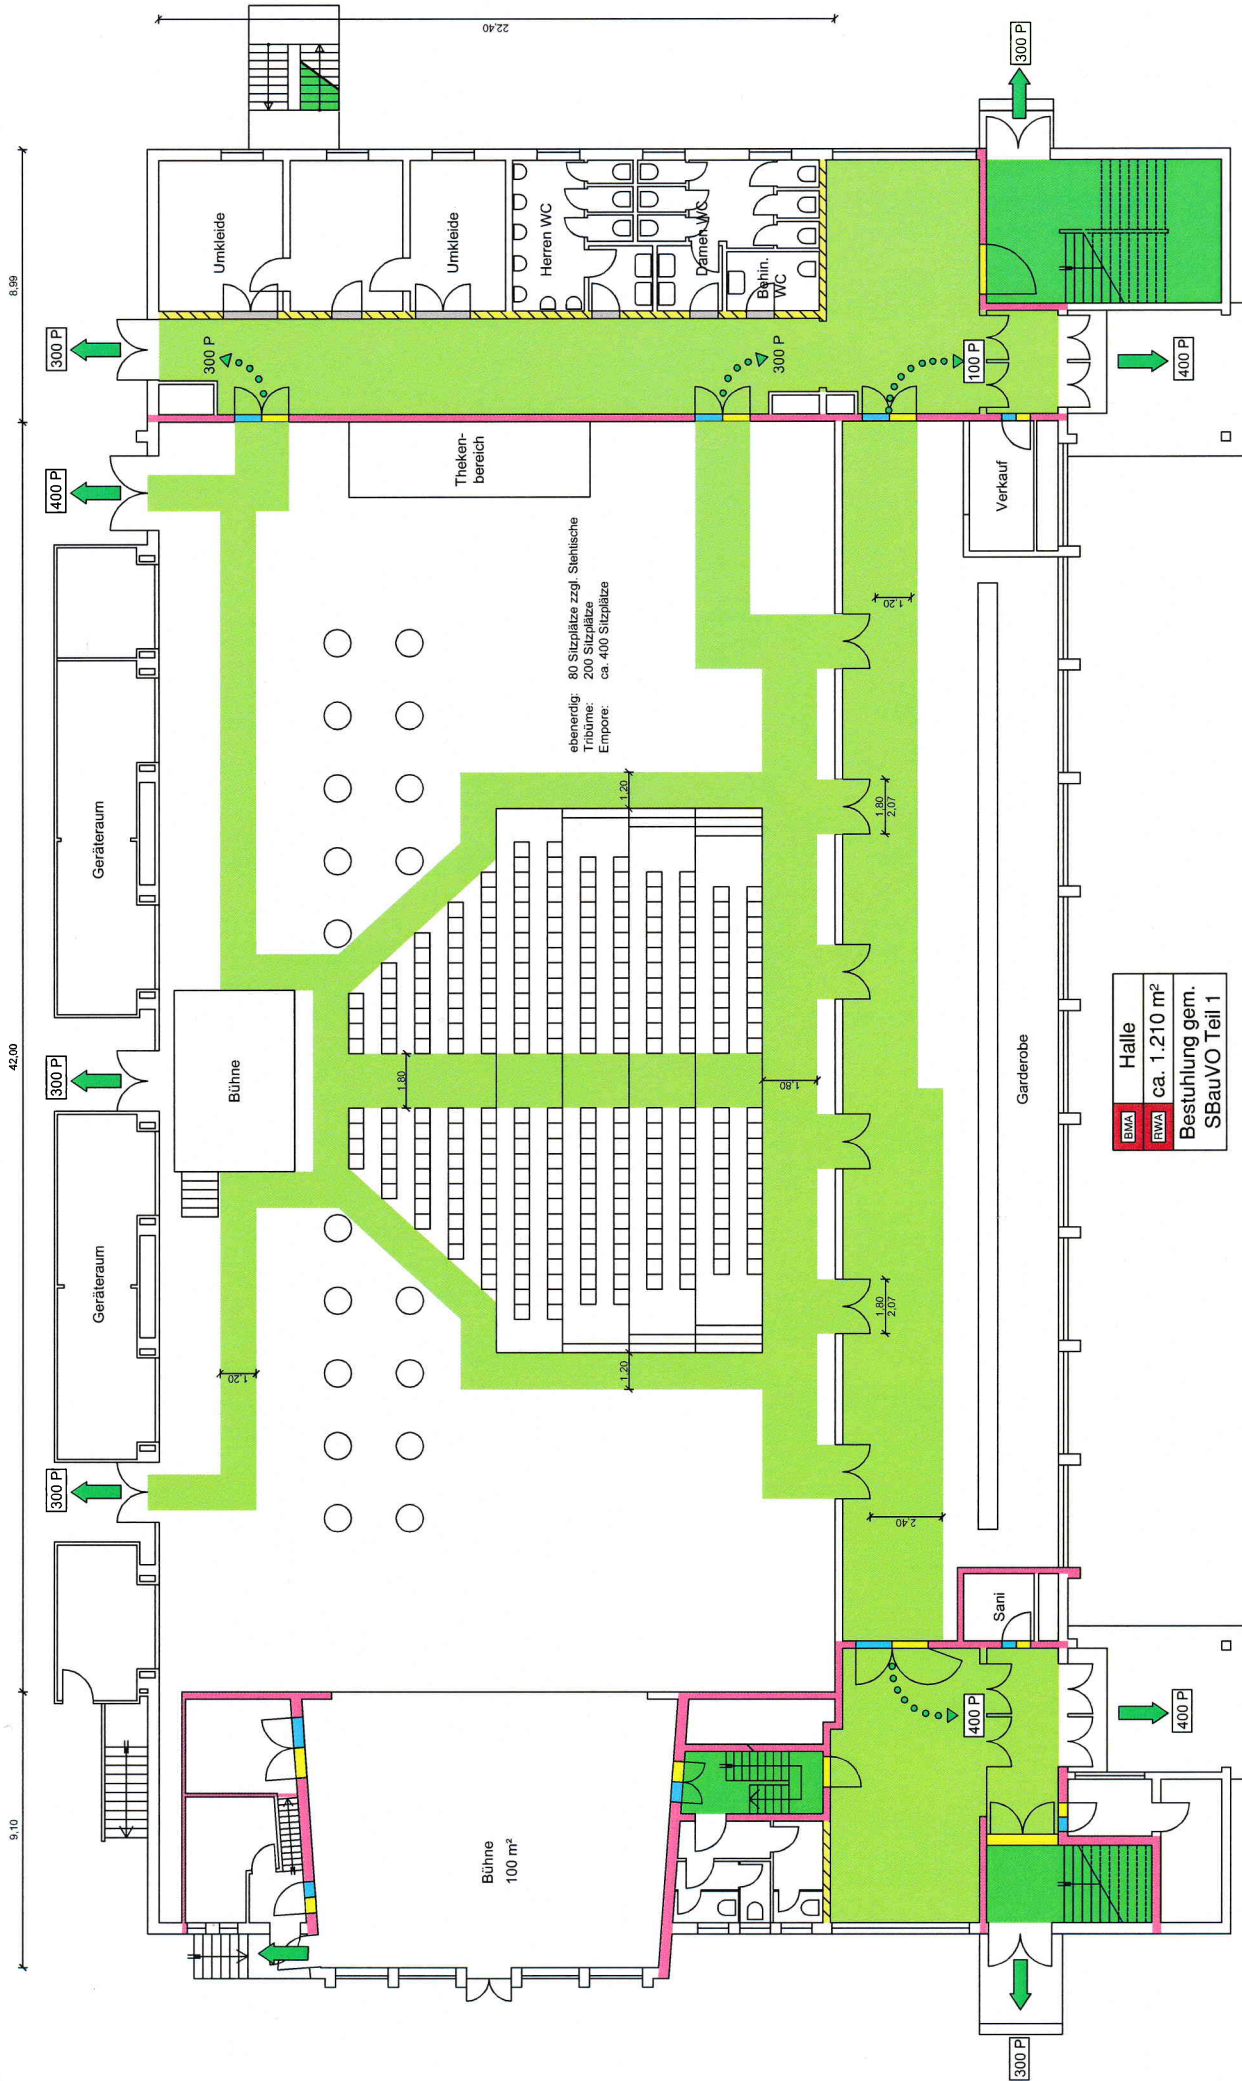 9,10
42,00
8,99
22,40
300 P
300 P
400 P
300 P
Geräteraum
Geräteraum
Umkleide
Umkleide
Herren WC
Damen WC
Behin.
WC
Bühne
Theken-
bereich
300 P
300 P
100 P
1,20
1,80
1,20
1,20
1,80
ebenerdig: 80 Sitzplätze zzgl. Stehtische
Tribüme: 200 Sitzplätze
Empore: ca. 400 Sitzplätze
Bühne
100 m²
1,80
2,07
1,80
2,07
1,20
2,40
400 P
Sani
Verkauf
Garderobe
300 P
300 P
400 P
400 P
BMA Halle
RWA ca. 1.210 m²
Bestuhlung gem.
SBauVO Teil 1